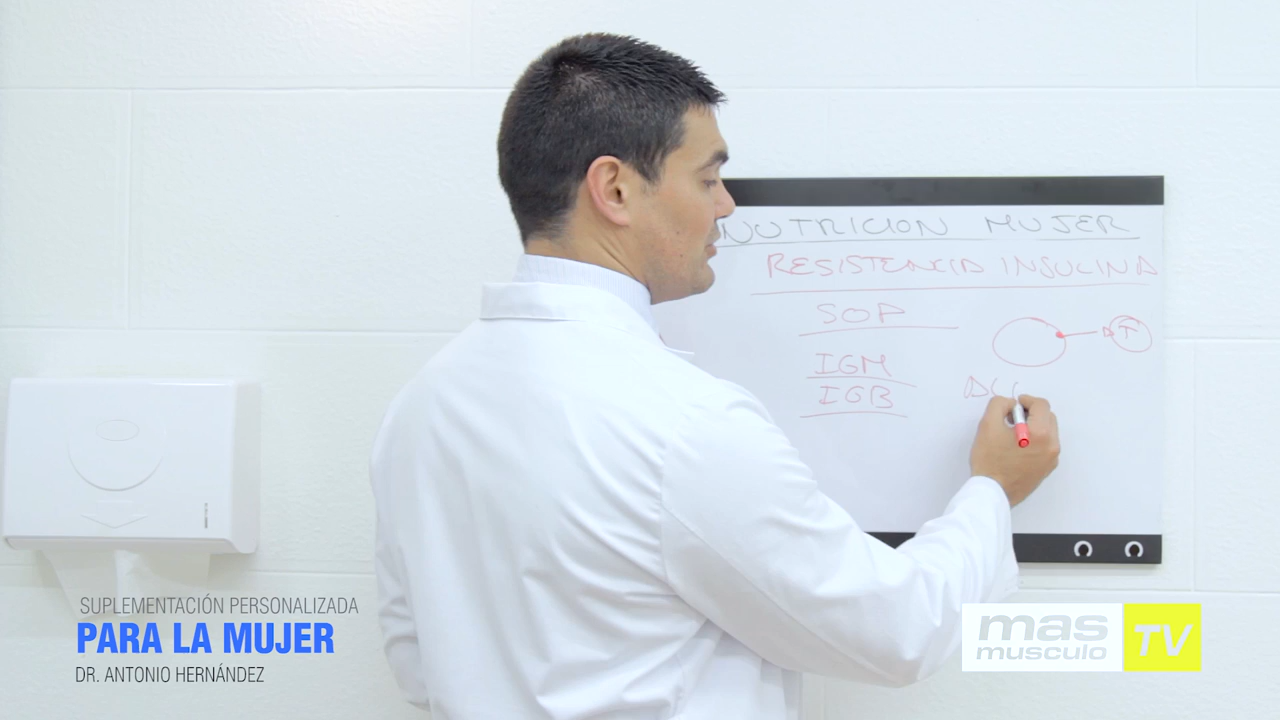 NUTRICION MUJER
RESISTENCIA INSULINA
SOP
T
IGM
IGB
SUPLEMENTACIÓN PERSONALIZADA
PARA LA MUJER
DR. ANTONIO HERNÁNDEZ
mas
musculo
TV